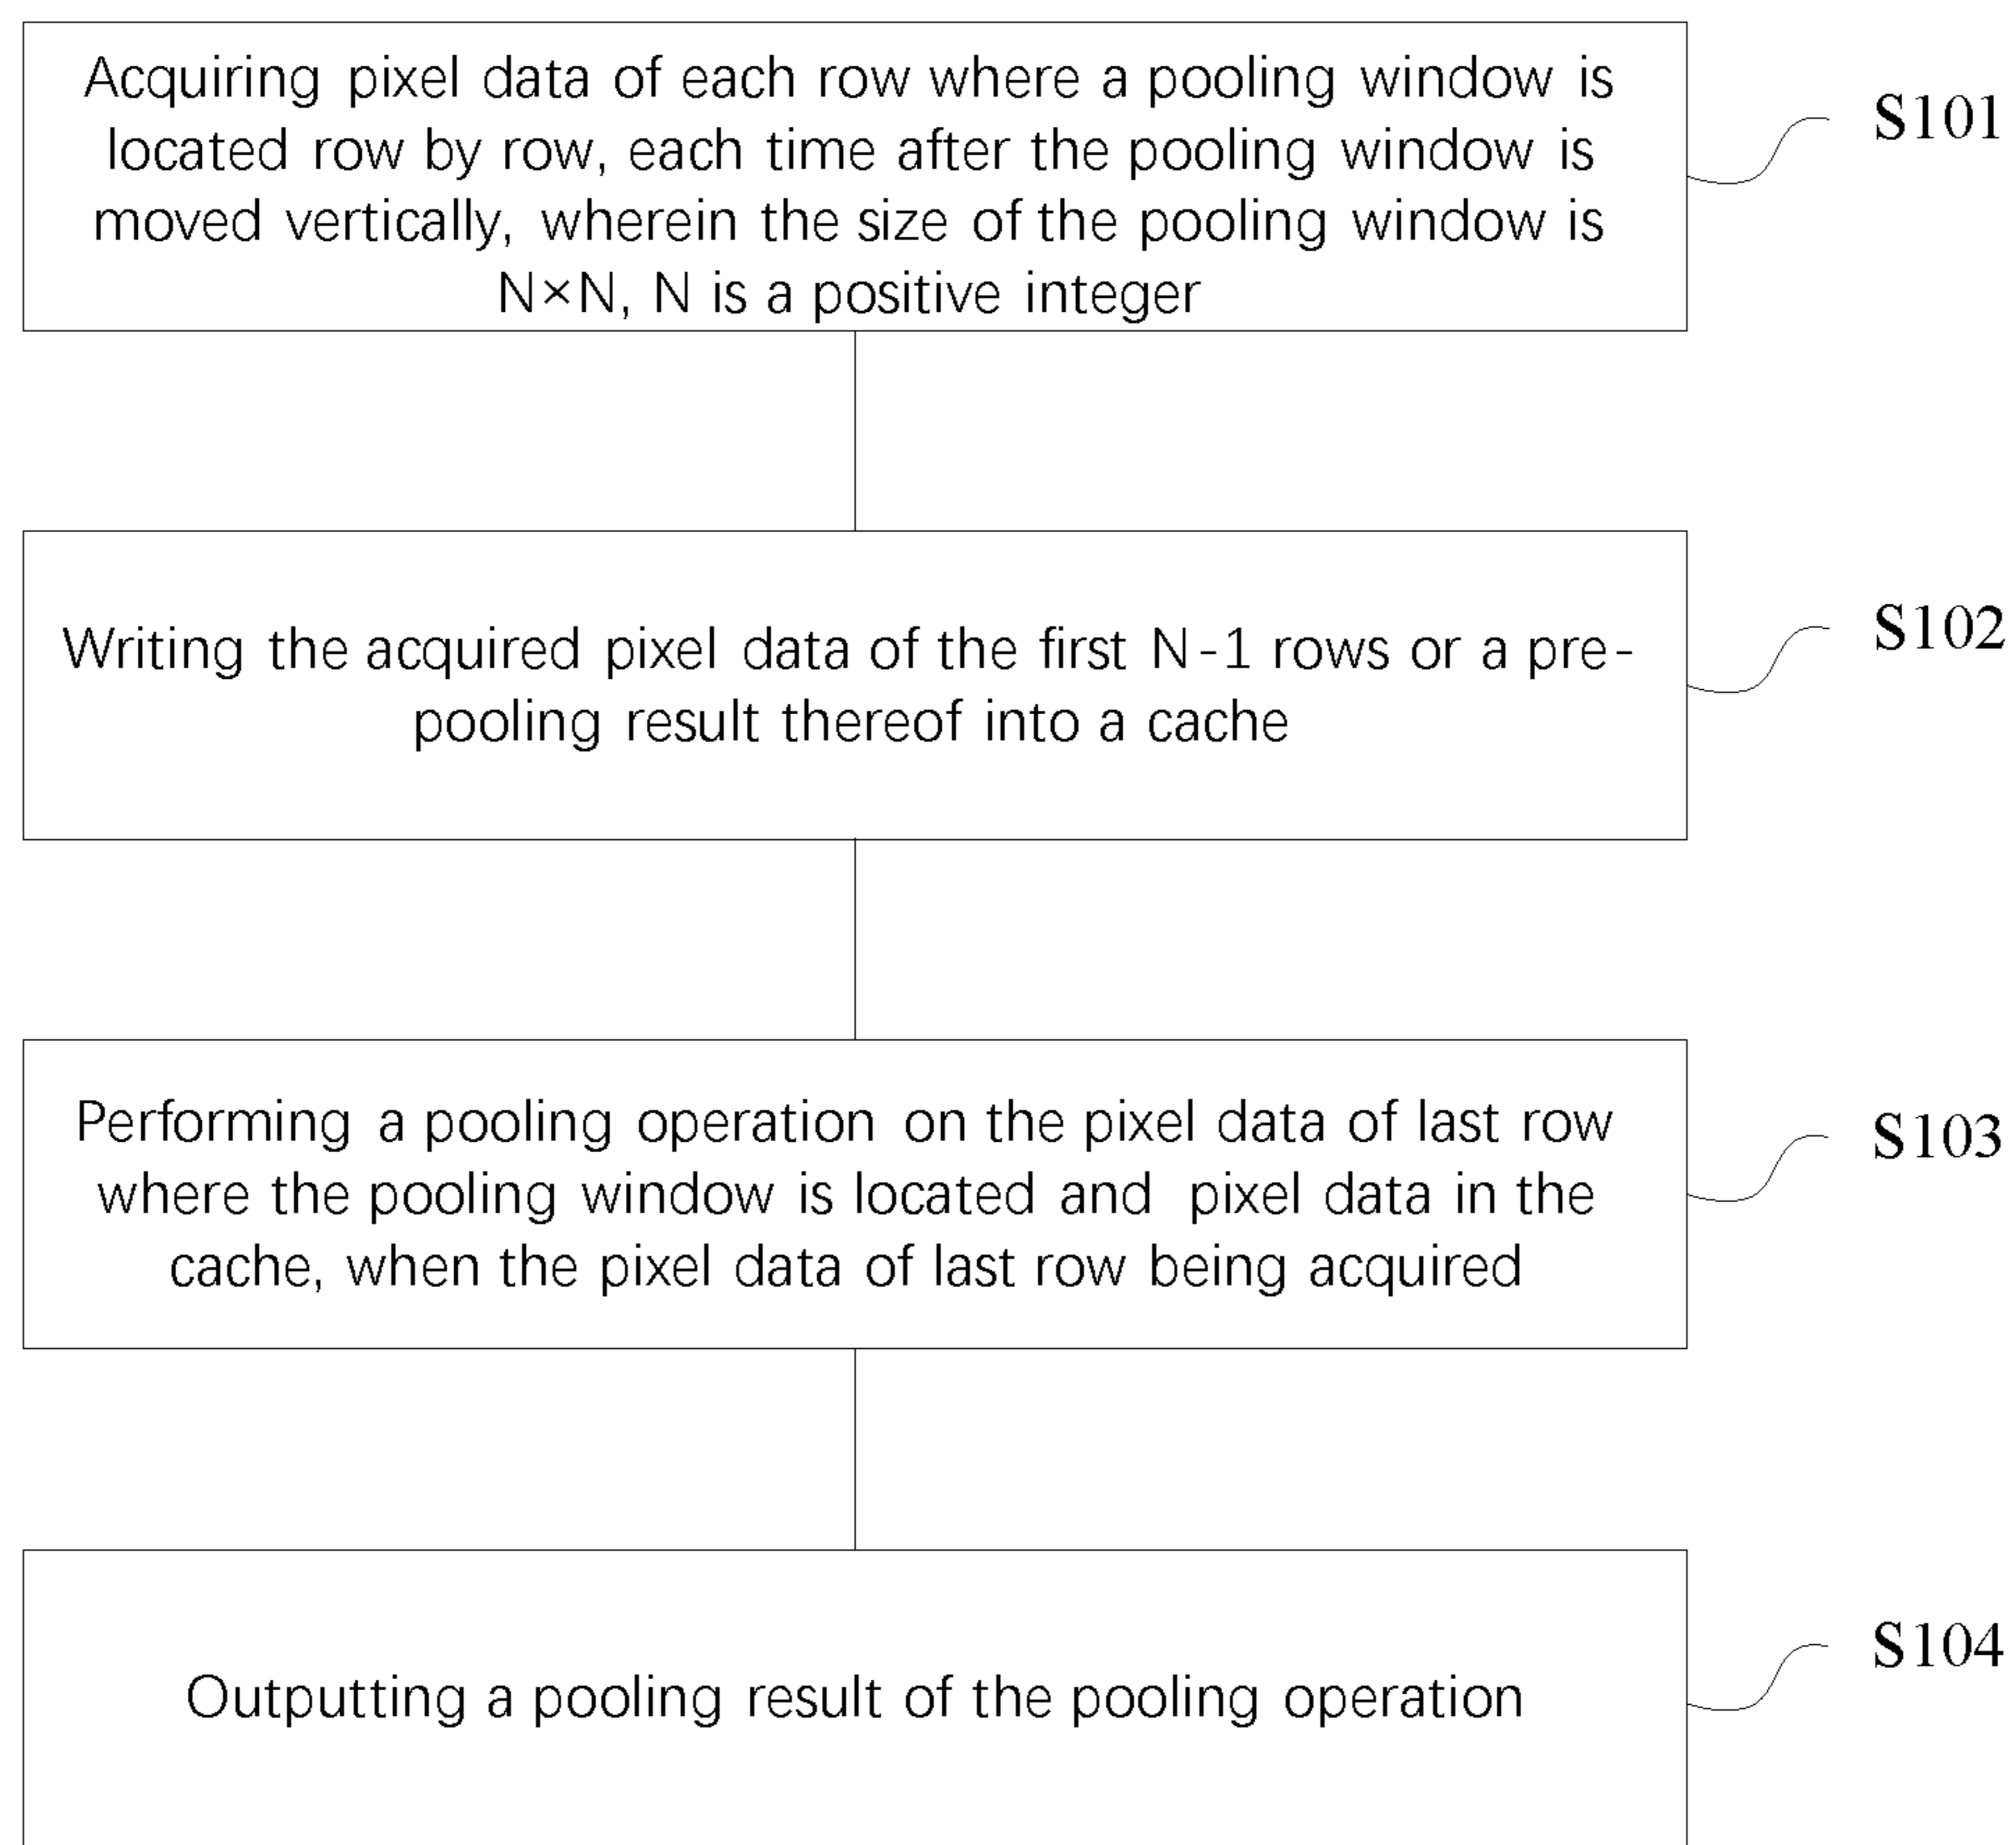 Acquiring pixel data of each row where a pooling window is
located row by row, each time after the pooling window is
moved vertically, wherein the size of the pooling window is
N×N, N is a positive integer
S101
Writing the acquired pixel data of the first N-1 rows or a pre-
pooling result thereof into a cache
S102
Performing a pooling operation on the pixel data of last row
where the pooling window is located and pixel data in the
cache, when the pixel data of last row being acquired
S103
Outputting a pooling result of the pooling operation
S104